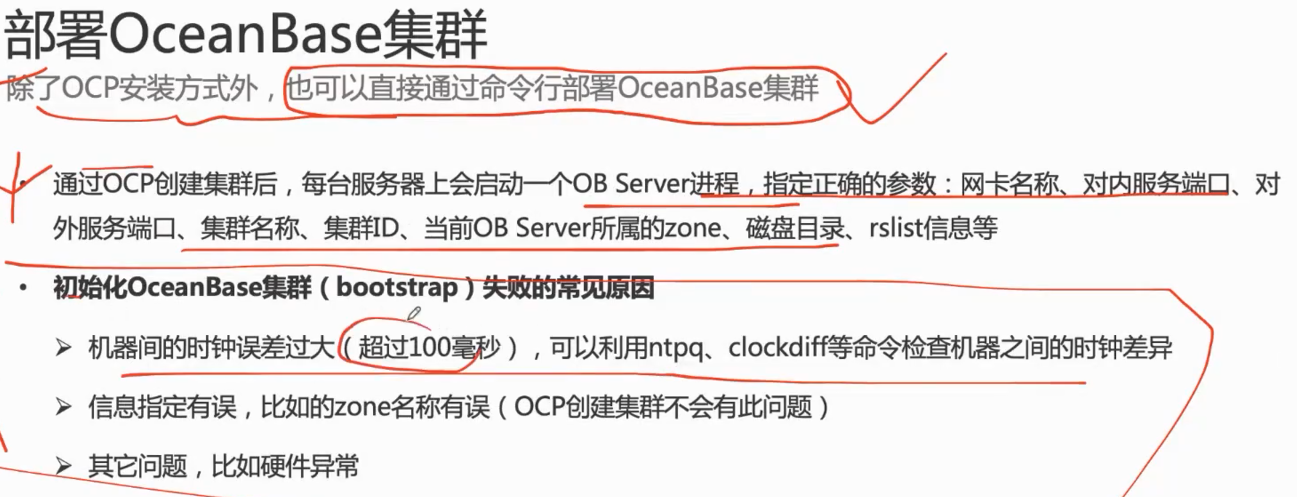 部署OceanBase集群
除了OCP安装方式外，也可以直接通过命令行部署OceanBase集群
• 通过OCP创建集群后，每台服务器上会启动一个OB Server进程，指定正确的参数：网卡名称、对内服务端口、对
外服务端口、集群名称、集群ID、当前OB Server所属的zone、磁盘目录、rslist信息等
• 初始化OceanBase集群（bootstrap）失败的常见原因
➢ 机器间的时钟误差过大（超过100毫秒），可以利用ntpq、clockdiff等命令检查机器之间的时钟差异
➢ 信息指定有误，比如的zone名称有误（OCP创建集群不会有此问题）
➢ 其它问题，比如硬件异常